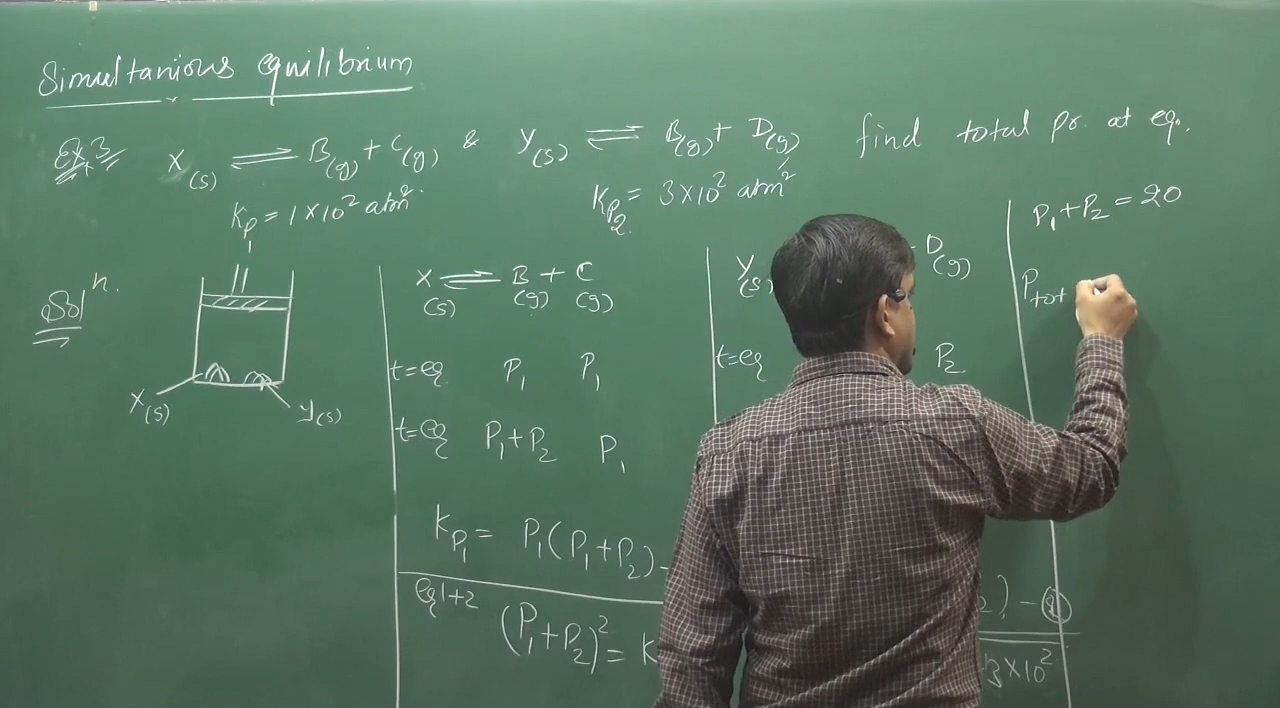 Simultanious equilibrium
Ex.3 X(s) ⇌ B(g) + C(g) & Y(s) ⇌ B(g) + D(g) find total pr. at eq.
Kp₁ = 1×10² atm² Kp₂ = 3×10² atm²
Solⁿ.
X(s)
Y(s)
X(s) ⇌ B(g) + C(g)
t=eq P₁ P₁
t=eq P₁+P₂ P₁
Kp₁ = P₁(P₁+P₂) -
eq 1+2 (P₁+P₂)² = K
Y(s) D(g)
t=eq P₂
) - ②
3×10²
P₁+P₂ = 20
Ptot